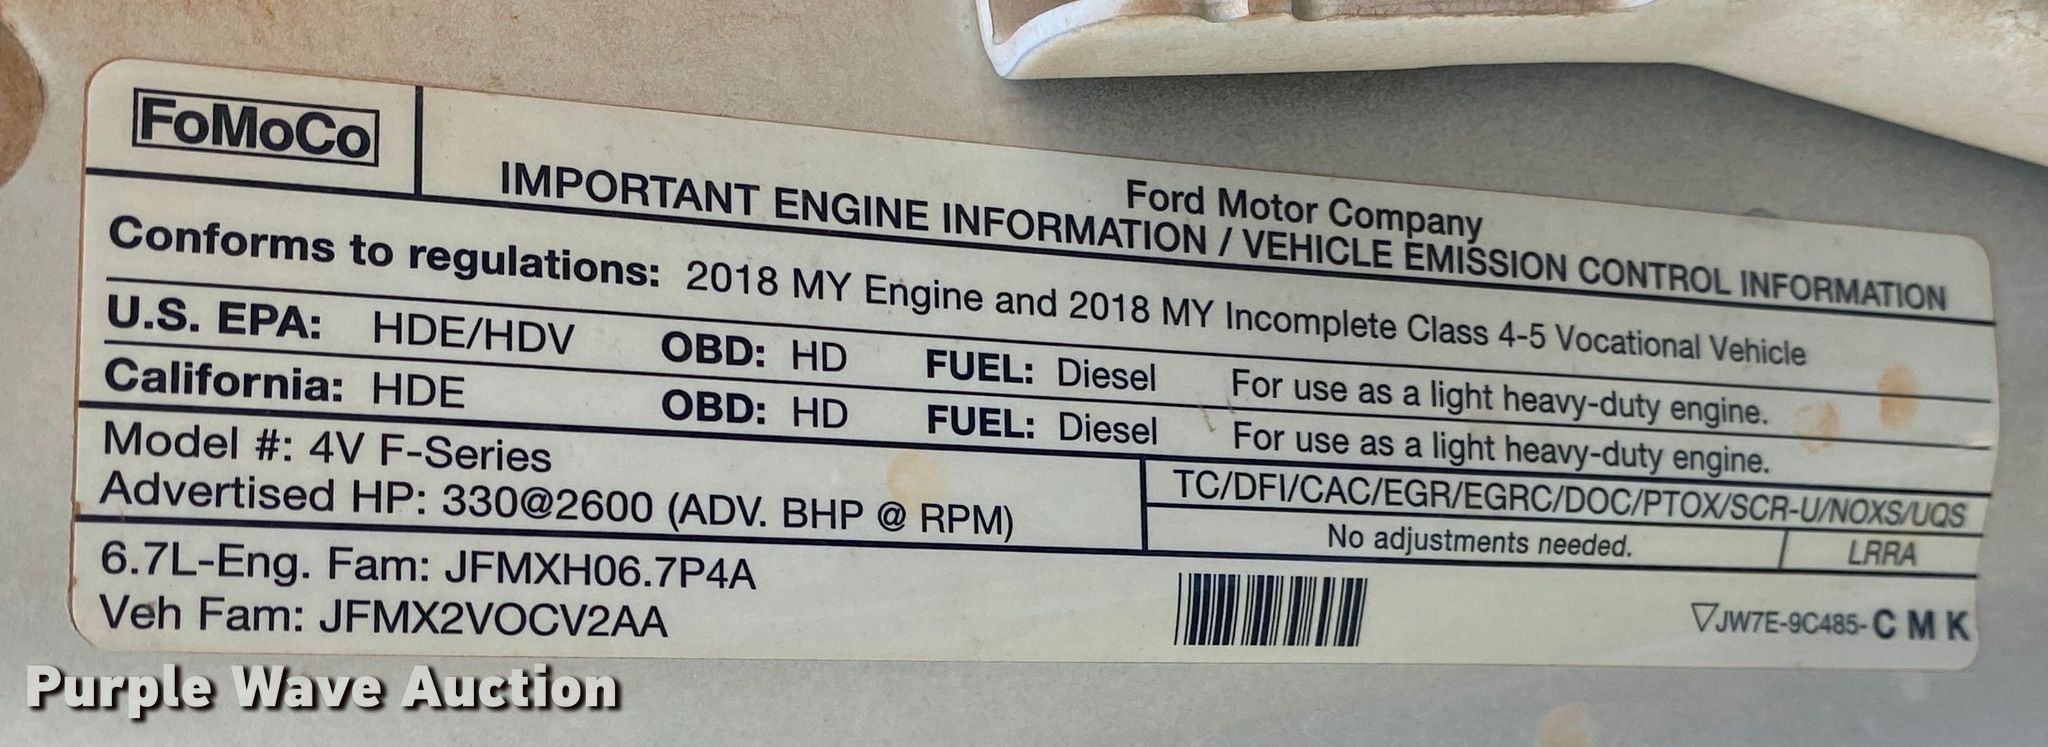 FoMoCo
Ford Motor Company
IMPORTANT ENGINE INFORMATION / VEHICLE EMISSION CONTROL INFORMATION
Conforms to regulations: 2018 MY Engine and 2018 MY Incomplete Class 4-5 Vocational Vehicle
U.S. EPA: HDE/HDV OBD: HD FUEL: Diesel For use as a light heavy-duty engine.
California: HDE OBD: HD FUEL: Diesel For use as a light heavy-duty engine.
Model #: 4V F-Series
Advertised HP: 330@2600 (ADV. BHP @ RPM)
TC/DFI/CAC/EGR/EGRC/DOC/PTOX/SCR-U/NOXS/UQS
No adjustments needed. LRRA
6.7L-Eng. Fam: JFMXH06.7P4A
Veh Fam: JFMX2VOCV2AA
▽JW7E-9C485- C M K
Purple Wave Auction